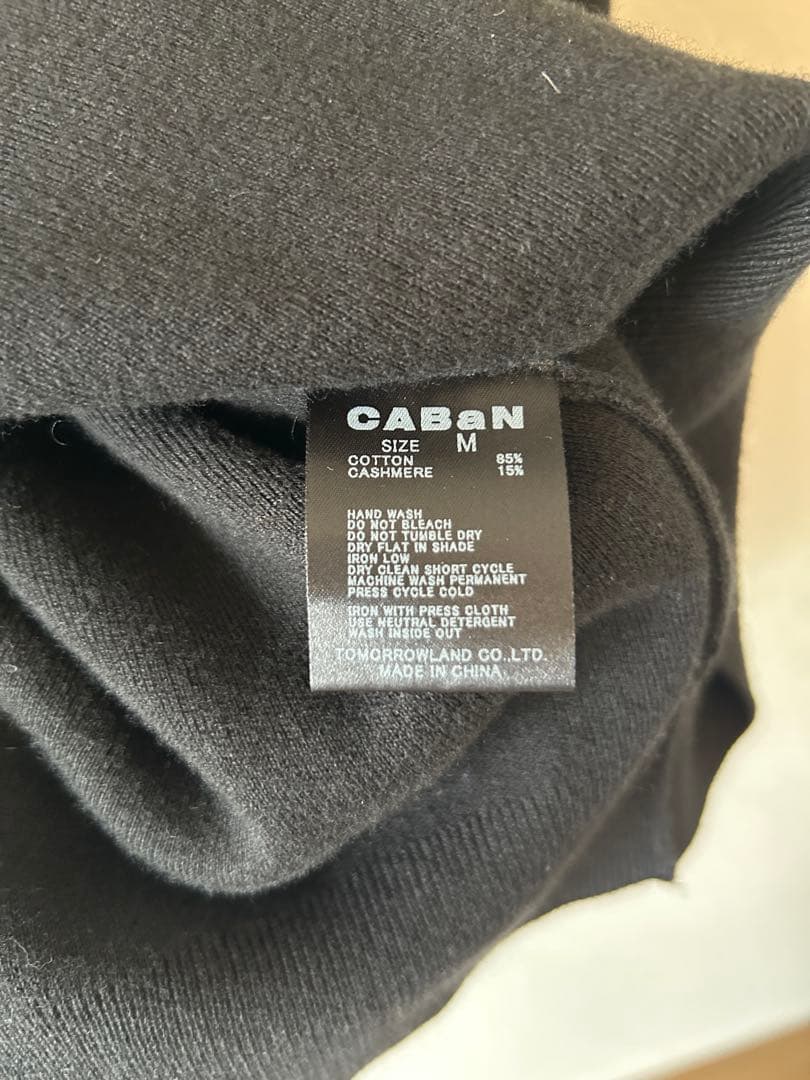 CABaN
SIZE M
COTTON 85%
CASHMERE 15%
HAND WASH
DO NOT BLEACH
DO NOT TUMBLE DRY
DRY FLAT IN SHADE
IRON LOW
DRY CLEAN SHORT CYCLE
MACHINE WASH PERMANENT
PRESS CYCLE COLD
IRON WITH PRESS CLOTH
USE NEUTRAL DETERGENT
WASH INSIDE OUT
TOMORROWLAND CO.,LTD.
MADE IN CHINA